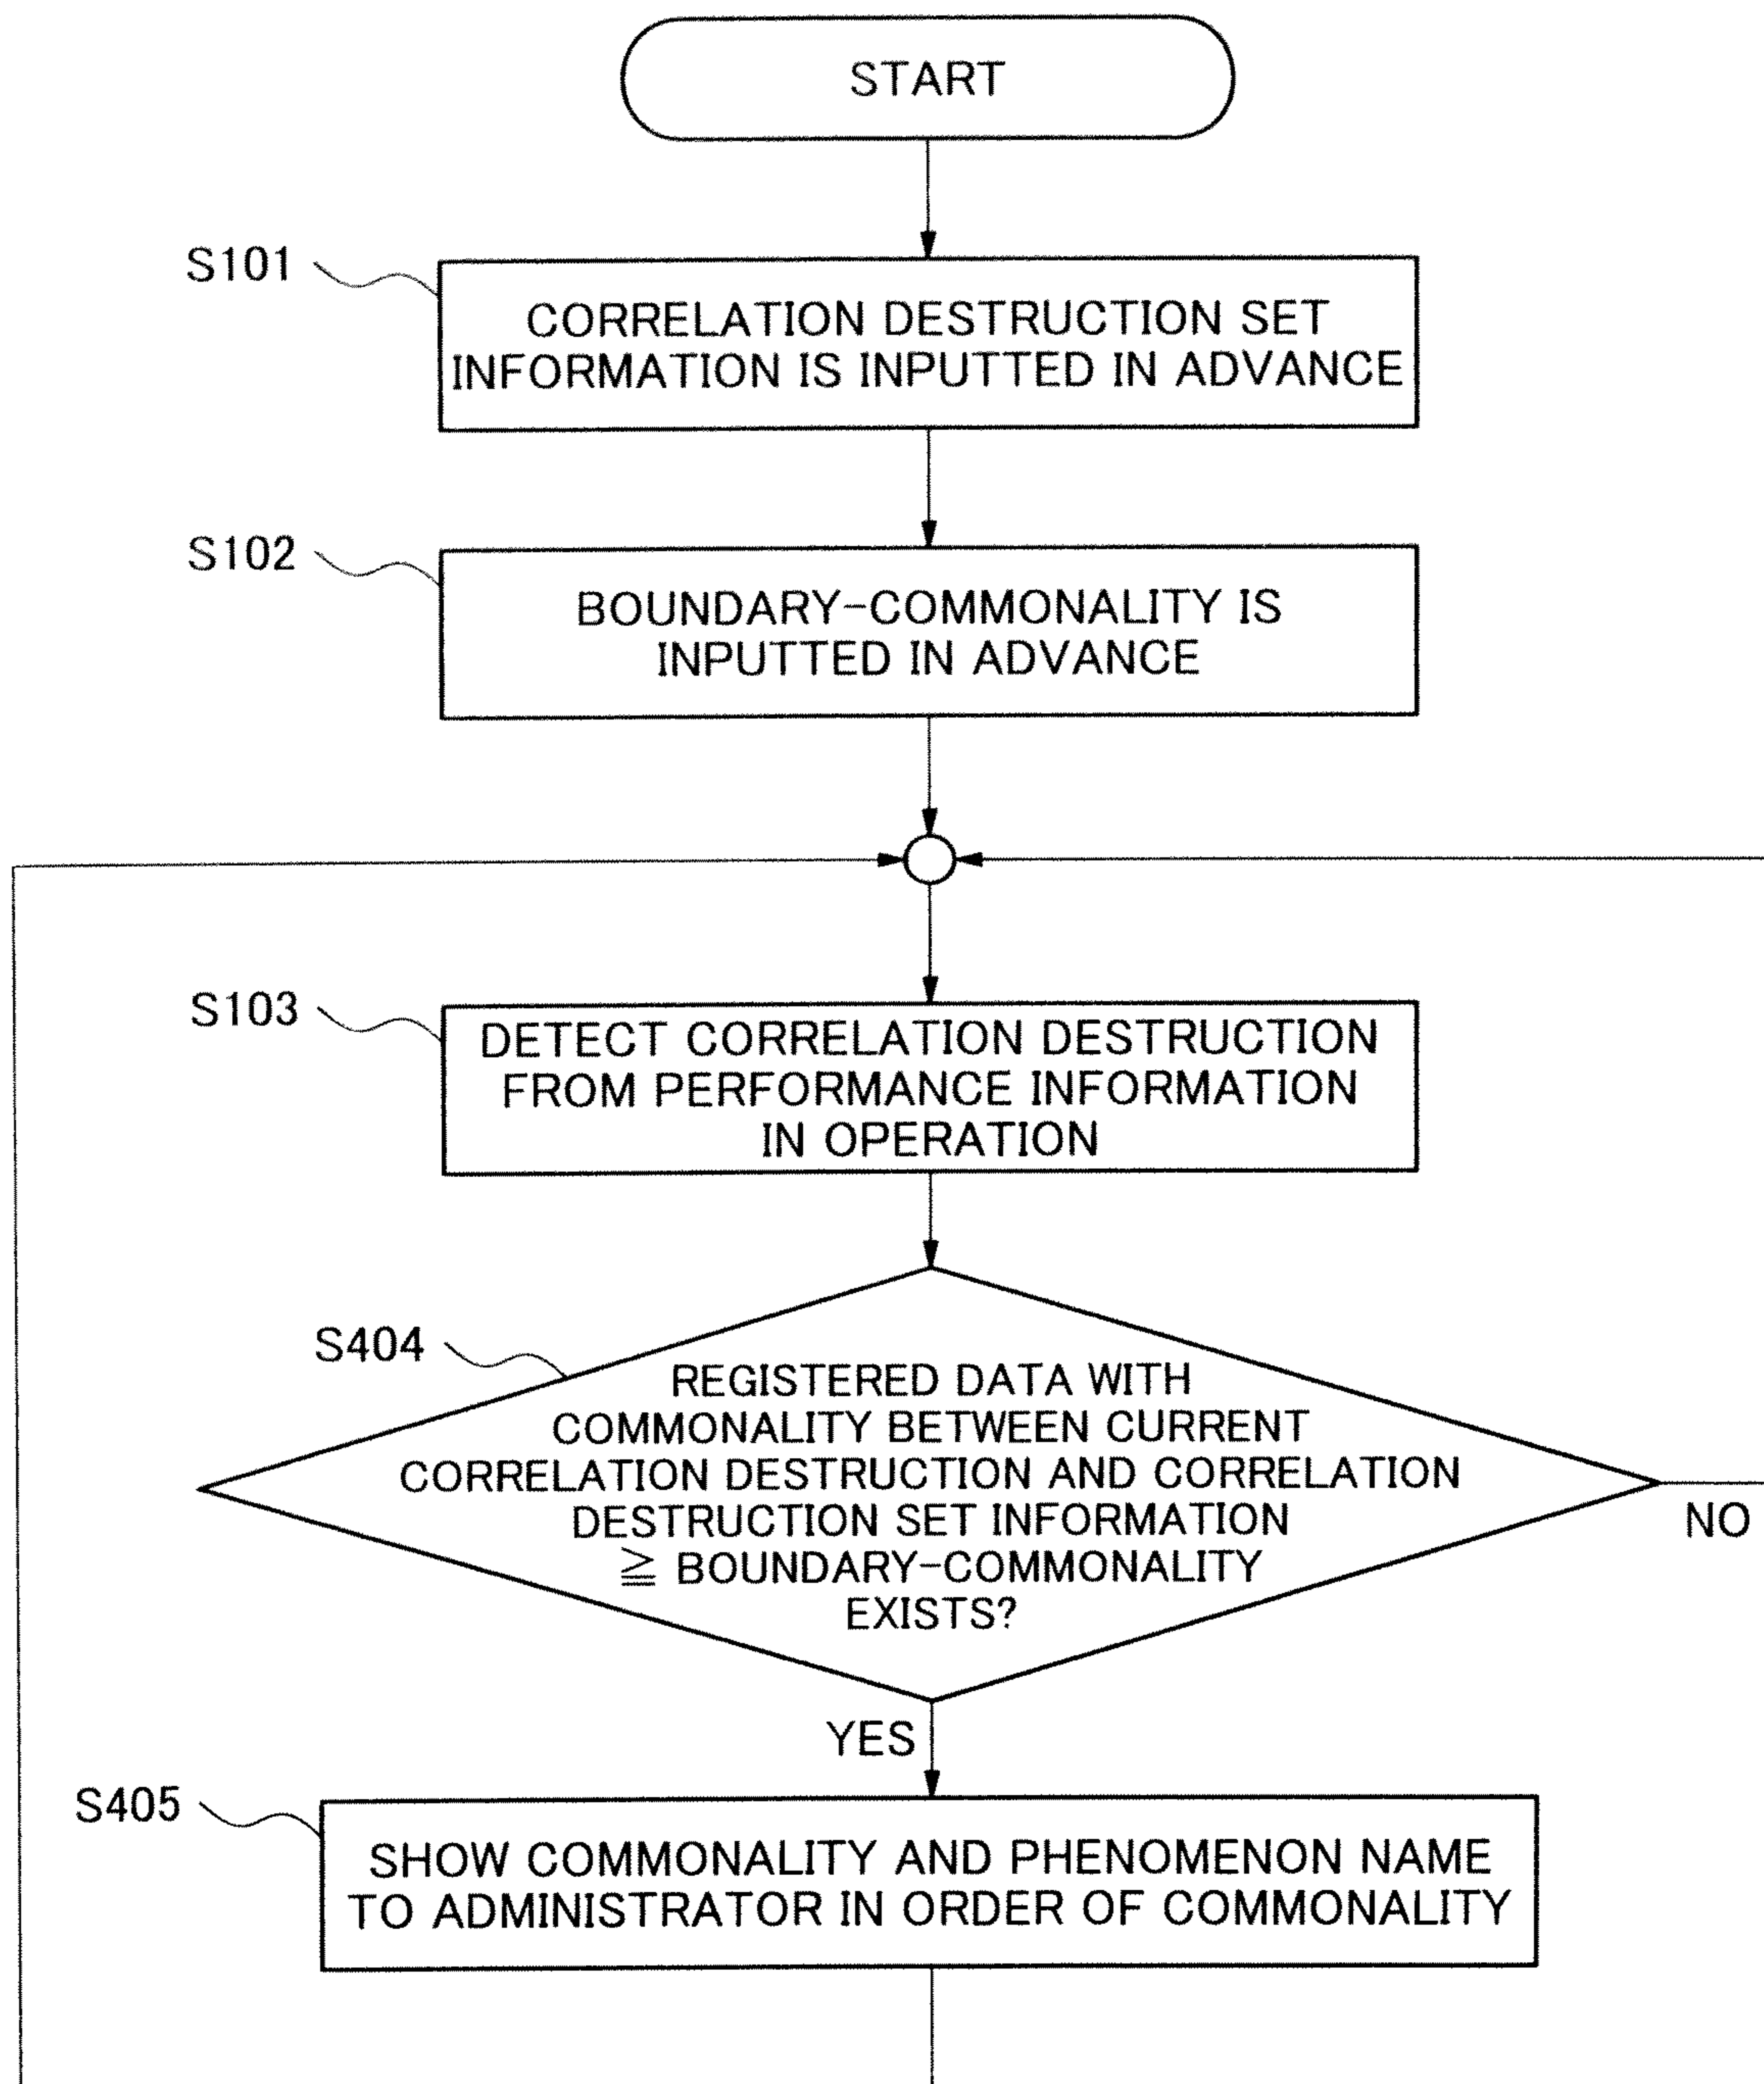 START
S101
CORRELATION DESTRUCTION SET
INFORMATION IS INPUTTED IN ADVANCE
S102
BOUNDARY-COMMONALITY IS
INPUTTED IN ADVANCE
S103
DETECT CORRELATION DESTRUCTION
FROM PERFORMANCE INFORMATION
IN OPERATION
S404
REGISTERED DATA WITH
COMMONALITY BETWEEN CURRENT
CORRELATION DESTRUCTION AND CORRELATION
DESTRUCTION SET INFORMATION
≧ BOUNDARY-COMMONALITY
EXISTS?
NO
YES
S405
SHOW COMMONALITY AND PHENOMENON NAME
TO ADMINISTRATOR IN ORDER OF COMMONALITY